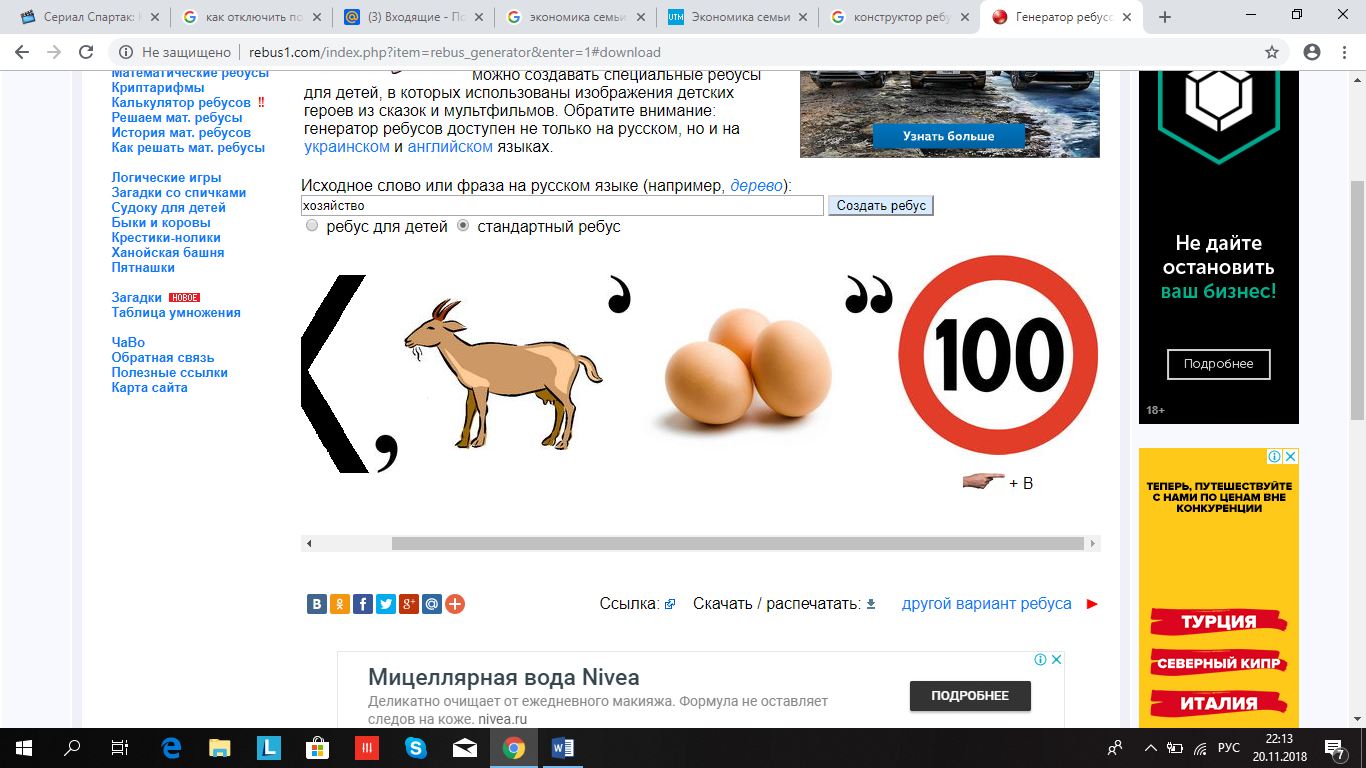 Сериал Спартак:
как отключить по
(3) Входящие - По
экономика семьи
Экономика семьи
конструктор ребу
Генератор ребусо
Не защищено | rebus1.com/index.php?item=rebus_generator&enter=1#download
Математические ребусы
Криптарифмы
Калькулятор ребусов !!
Решаем мат. ребусы
История мат. ребусов
Как решать мат. ребусы
Логические игры
Загадки со спичками
Судоку для детей
Быки и коровы
Крестики-нолики
Ханойская башня
Пятнашки
Загадки НОВОЕ
Таблица умножения
ЧаВо
Обратная связь
Полезные ссылки
Карта сайта
можно создавать специальные ребусы
для детей, в которых использованы изображения детских
героев из сказок и мультфильмов. Обратите внимание:
генератор ребусов доступен не только на русском, но и на
украинском и английском языках.
Узнать больше
Исходное слово или фраза на русском языке (например, дерево):
хозяйство
Создать ребус
ребус для детей стандартный ребус
,
,
,,
100
+ В
Ссылка: Скачать / распечатать: другой вариант ребуса
Мицеллярная вода Nivea
Деликатно очищает от ежедневного макияжа. Формула не оставляет
следов на коже. nivea.ru
ПОДРОБНЕЕ
Не дайте
остановить
ваш бизнес!
Подробнее
18+
ТЕПЕРЬ, ПУТЕШЕСТВУЙТЕ
С НАМИ ПО ЦЕНАМ ВНЕ
КОНКУРЕНЦИИ
ТУРЦИЯ
СЕВЕРНЫЙ КИПР
ИТАЛИЯ
РУС
22:13
20.11.2018
7